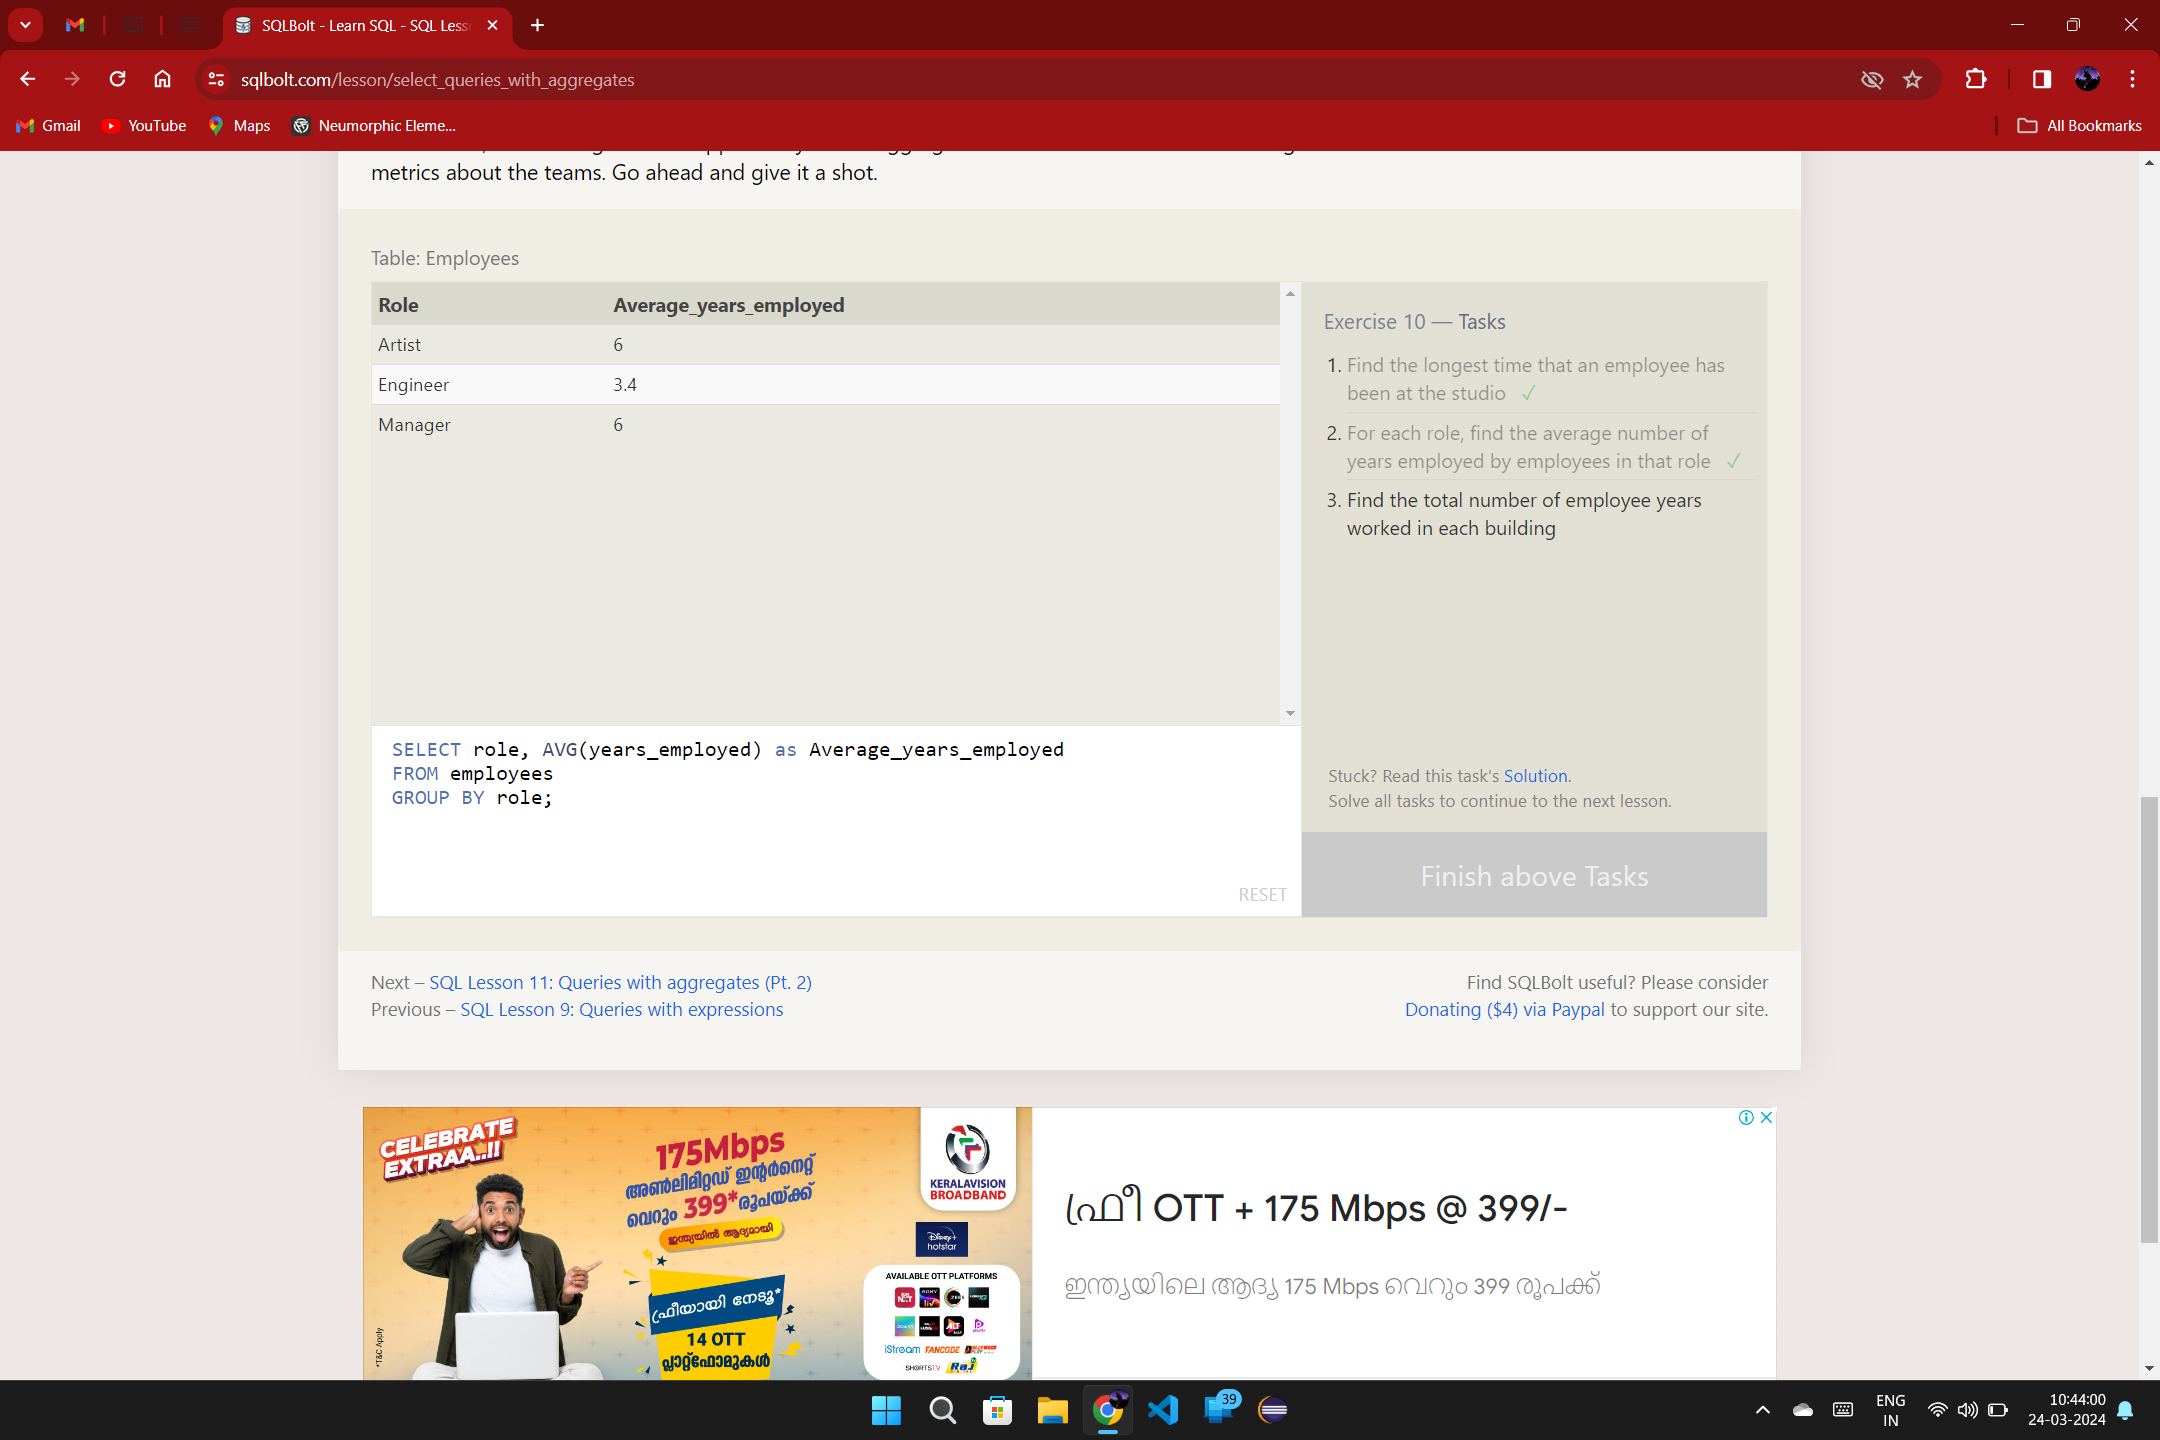 SQLBolt - Learn SQL - SQL Less
sqlbolt.com/lesson/select_queries_with_aggregates
Gmail
YouTube
Maps
Neumorphic Eleme...
All Bookmarks
metrics about the teams. Go ahead and give it a shot.
Table: Employees
Role Average_years_employed
Artist 6
Engineer 3.4
Manager 6
SELECT role, AVG(years_employed) as Average_years_employed
FROM employees
GROUP BY role;
RESET
Exercise 10 — Tasks
1. Find the longest time that an employee has
been at the studio ✓
2. For each role, find the average number of
years employed by employees in that role ✓
3. Find the total number of employee years
worked in each building
Stuck? Read this task's Solution.
Solve all tasks to continue to the next lesson.
Finish above Tasks
Next – SQL Lesson 11: Queries with aggregates (Pt. 2)
Previous – SQL Lesson 9: Queries with expressions
Find SQLBolt useful? Please consider
Donating ($4) via Paypal to support our site.
CELEBRATE
EXTRAA..!!
175Mbps
അൺലിമിറ്റഡ് ഇന്റർനെറ്റ്
വെറും 399* രൂപയ്ക്ക്
ഇന്ത്യയിൽ ആദ്യമായി
ഫ്രീയായി നേടൂ*
14 OTT
പ്ലാറ്റ്ഫോമുകൾ
*T&C Apply
KERALAVISION
BROADBAND
Disney+
hotstar
AVAILABLE OTT PLATFORMS
iStream FANCODE
SHORTSTV Raj
ഫ്രീ OTT + 175 Mbps @ 399/-
ഇന്ത്യയിലെ ആദ്യ 175 Mbps വെറും 399 രൂപക്ക്
39
ENG
IN
10:44:00
24-03-2024